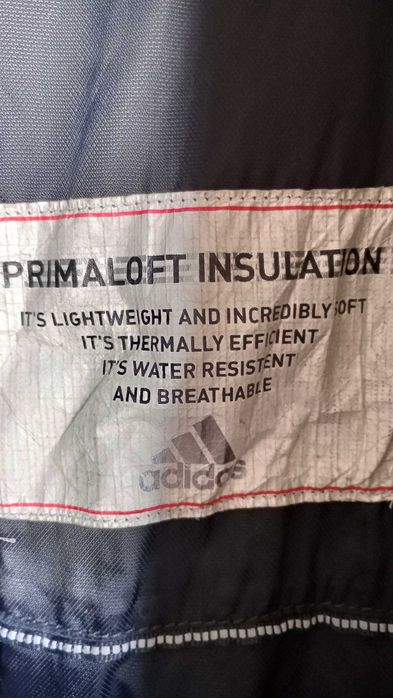 PRIMALOFT INSULATION
IT'S LIGHTWEIGHT AND INCREDIBLY SOFT
IT'S THERMALLY EFFICIENT
IT'S WATER RESISTENT
AND BREATHABLE
adidas